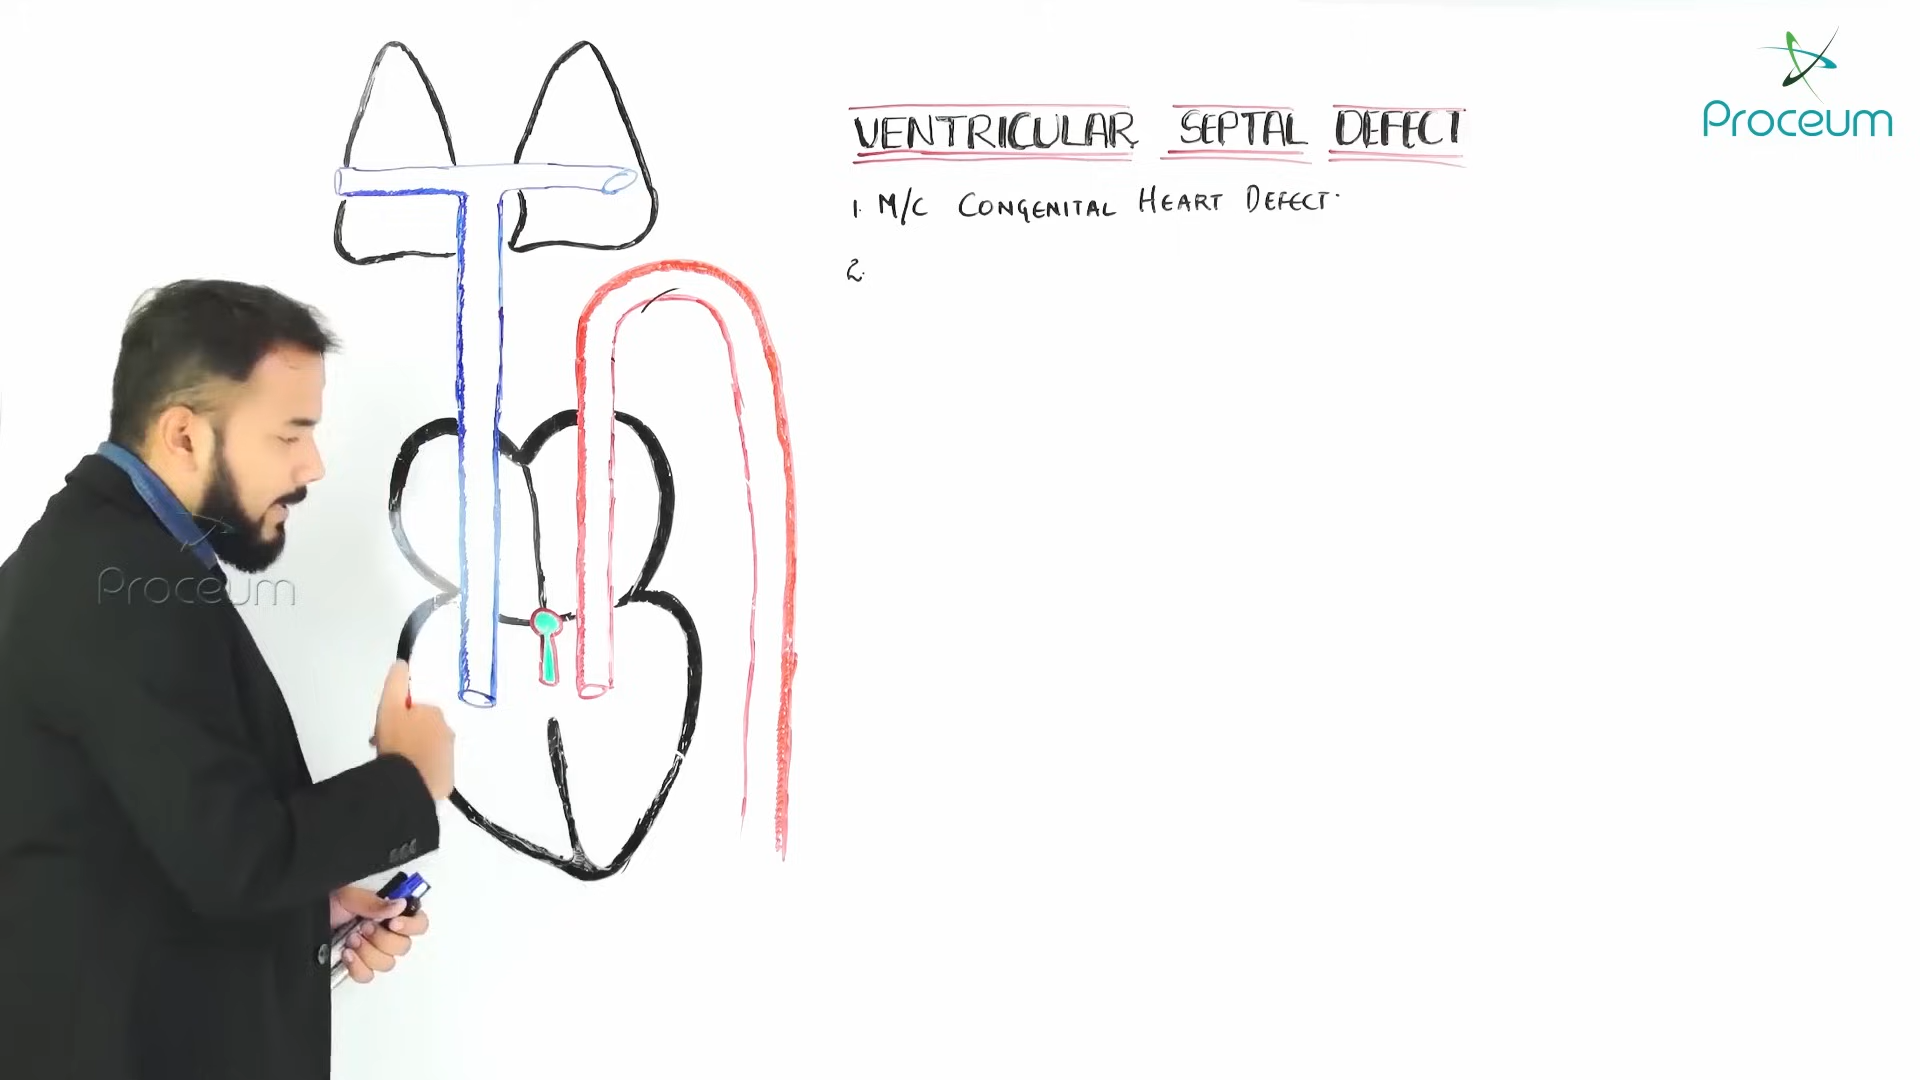 Proceum
VENTRICULAR SEPTAL DEFECT
1. M/C CONGENITAL HEART DEFECT.
2.
Proceum